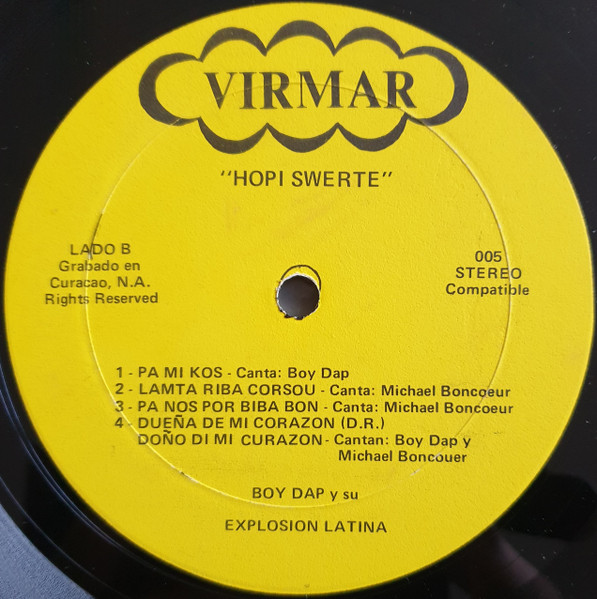 VIRMAR
"HOPI SWERTE"
LADO B
Grabado en
Curacao, N.A.
Rights Reserved
005
STEREO
Compatible
1 - PA MI KOS - Canta: Boy Dap
2 - LAMTA RIBA CORSOU - Canta: Michael Boncoeur
3 - PA NOS POR BIBA BON - Canta: Michael Boncoeur
4 - DUEÑA DE MI CORAZON (D.R.)
DOÑO DI MI CURAZON - Cantan: Boy Dap y
Michael Boncouer
BOY DAP y su
EXPLOSION LATINA